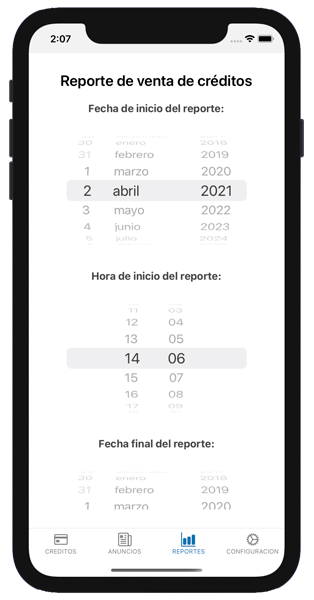 2:07
Reporte de venta de créditos
Fecha de inicio del reporte:
30 enero 2018
31 febrero 2019
1 marzo 2020
2 abril 2021
3 mayo 2022
4 junio 2023
5 julio 2024
Hora de inicio del reporte:
11 03
12 04
13 05
14 06
15 07
16 08
17 09
Fecha final del reporte:
30 enero 2018
31 febrero 2019
1 marzo 2020
CREDITOS ANUNCIOS REPORTES CONFIGURACION